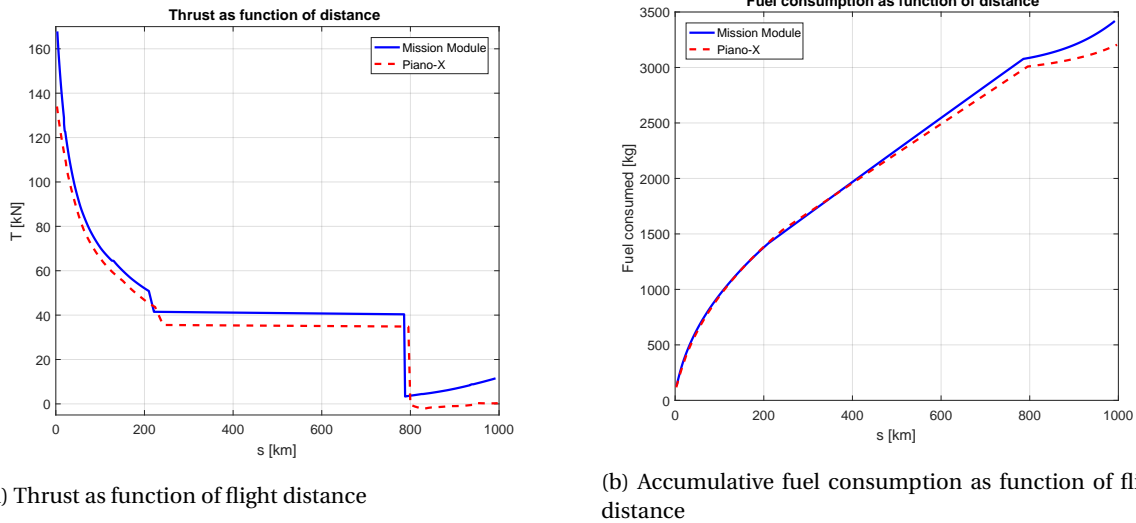 Thrust as function of distance
160
140
120
100
80
60
40
20
0
T [kN]
Mission Module
Piano-X
0 200 400 600 800 1000
s [km]
) Thrust as function of flight distance
Fuel consumption as function of distance
3500
3000
2500
2000
1500
1000
500
0
Fuel consumed [kg]
Mission Module
Piano-X
0 200 400 600 800 1000
s [km]
(b) Accumulative fuel consumption as function of fli
distance